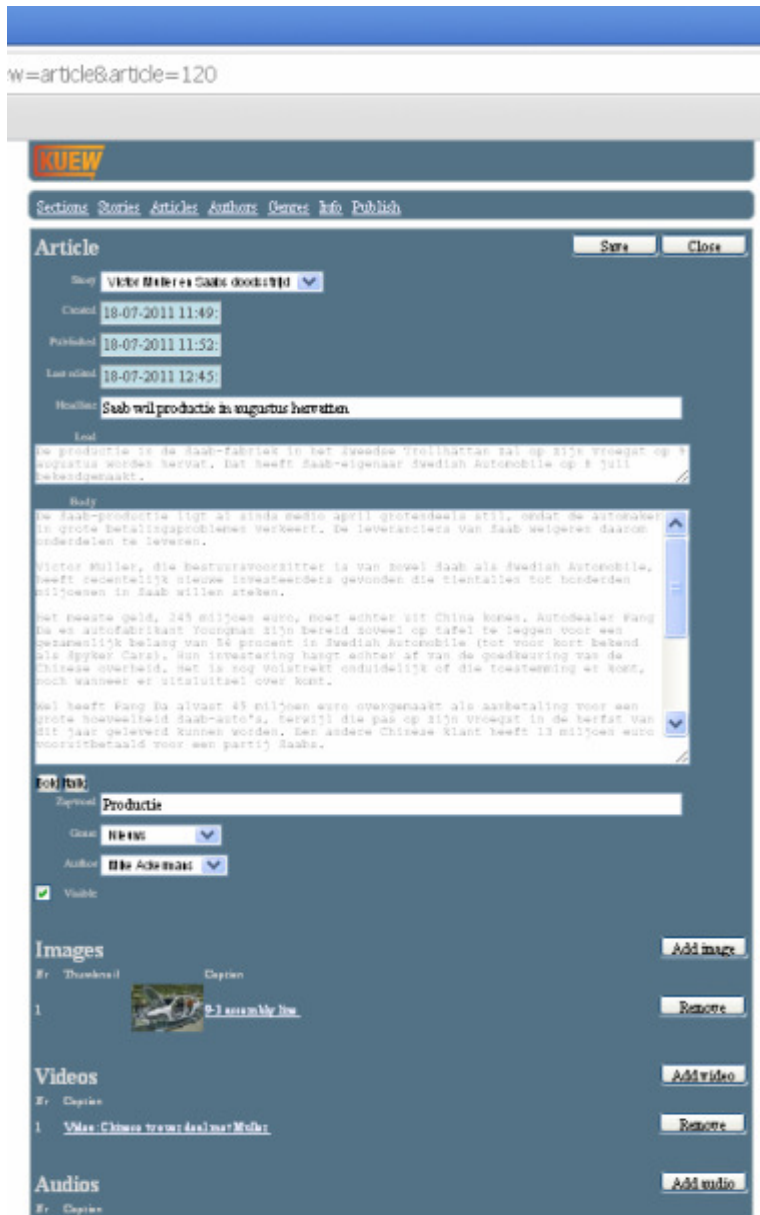 w=article&article=120
KUEW
Sections Stories Articles Authors Genres Info Publish
Article Save Close
Story Victor Muller en Saabs doodsstrijd
Created 18-07-2011 11:49:
Published 18-07-2011 11:52:
Last edited 18-07-2011 12:45:
Headline Saab wil productie in augustus hervatten
Lead
De productie in de Saab-fabriek in het Zweedse Trollhättan zal op zijn vroegst op 9
augustus worden hervat. Dat heeft Saab-eigenaar Swedish Automobile op 8 juli
bekendgemaakt.
Body
De Saab-productie ligt al sinds medio april grotendeels stil, omdat de automaker
in grote betalingsproblemen verkeert. De leveranciers van Saab weigeren daarom
onderdelen te leveren.
Victor Muller, die bestuursvoorzitter is van zowel Saab als Swedish Automobile,
heeft recentelijk nieuwe investeerders gevonden die tientallen tot honderden
miljoenen in Saab willen steken.
Het meeste geld, 245 miljoen euro, moet echter uit China komen. Autodealer Pang
Da en autofabrikant Youngman zijn bereid zoveel op tafel te leggen voor een
gezamenlijk belang van 54 procent in Swedish Automobile (tot voor kort bekend
als Spyker Cars). Hun investering hangt echter af van de goedkeuring van de
Chinese overheid. Het is nog volstrekt onduidelijk of die toestemming er komt,
noch wanneer er uitsluitsel over komt.
Wel heeft Pang Da alvast 45 miljoen euro overgemaakt als aanbetaling voor een
grote hoeveelheid Saab-auto's, terwijl die pas op zijn vroegst in de herfst van
dit jaar geleverd kunnen worden. Een andere Chinese klant heeft 13 miljoen euro
vooruitbetaald voor een partij Saabs.
Bold Italic
Productie
Genre Nieuws
Author Mike Ackermans
Visible
Images Add image
Nr Thumbnail Caption
1 9-3 assembly line Remove
Videos Add video
Nr Caption
1 Video: Chinese trouwt deal met Muller Remove
Audios Add audio
Nr Caption